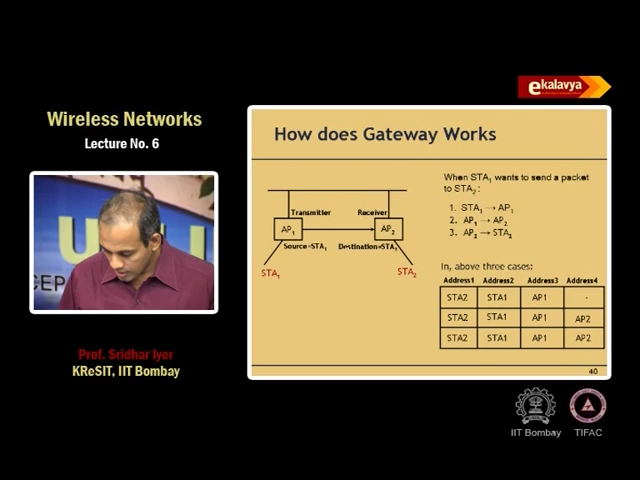 ekalavya
Wireless Networks
Lecture No. 6
How does Gateway Works
When STA1 wants to send a packet
to STA2 :
1. STA1 → AP1
2. AP1 → AP2
3. AP2 → STA2
Transmitter Receiver
AP1 AP2
Source=STA1 Destination=STA2
STA1 STA2
In, above three cases:
Address1 Address2 Address3 Address4
STA2 STA1 AP1 -
STA2 STA1 AP1 AP2
STA2 STA1 AP1 AP2
40
Prof. Sridhar Iyer
KReSIT, IIT Bombay
IIT Bombay TIFAC